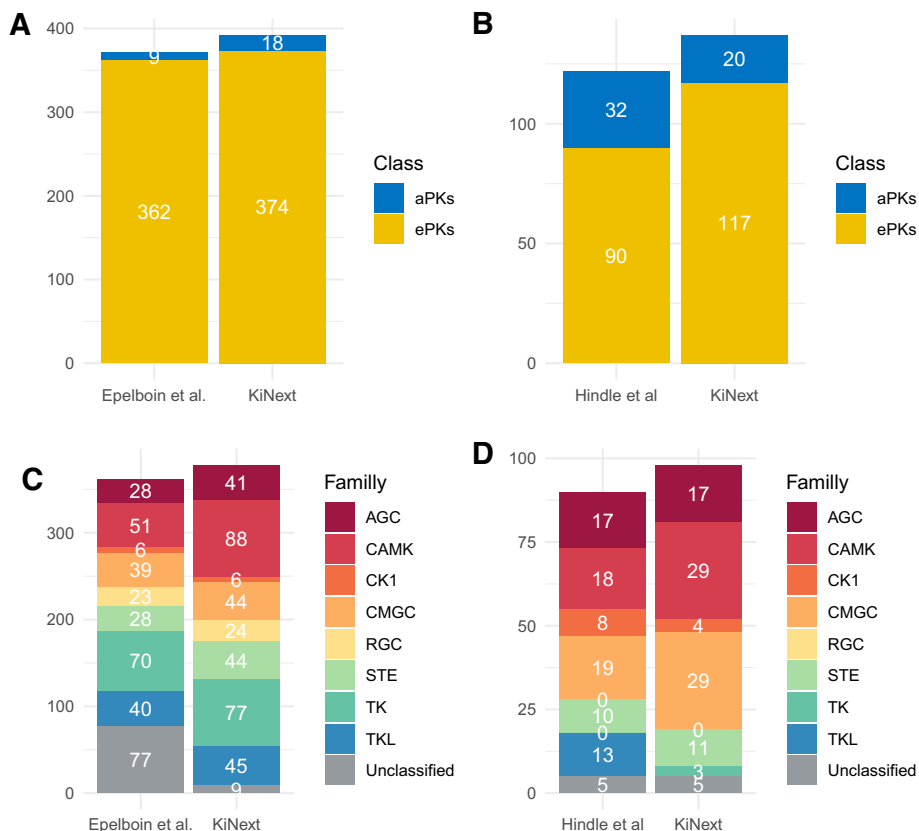 A
400
300
200
100
0
9
18
362
374
Epelboin et al.
KiNext
Class
aPKs
ePKs
B
100
50
0
32
20
90
117
Hindle et al
KiNext
Class
aPKs
ePKs
C
300
200
100
0
28
51
6
39
23
28
70
40
77
41
88
6
44
24
44
77
45
9
Epelboin et al.
KiNext
Familly
AGC
CAMK
CK1
CMGC
RGC
STE
TK
TKL
Unclassified
D
100
75
50
25
0
17
18
8
19
0
10
0
13
5
17
29
4
29
0
11
3
5
Hindle et al
KiNext
Familly
AGC
CAMK
CK1
CMGC
RGC
STE
TK
TKL
Unclassified